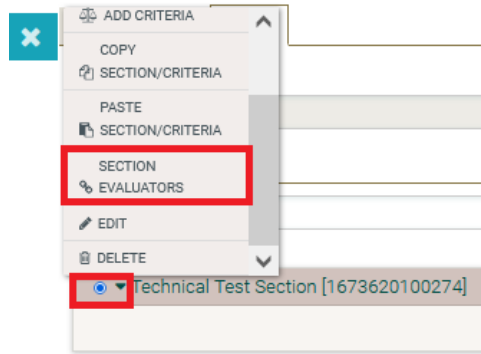 ADD CRITERIA
COPY
SECTION/CRITERIA
PASTE
SECTION/CRITERIA
SECTION
EVALUATORS
EDIT
DELETE
Technical Test Section [1673620100274]